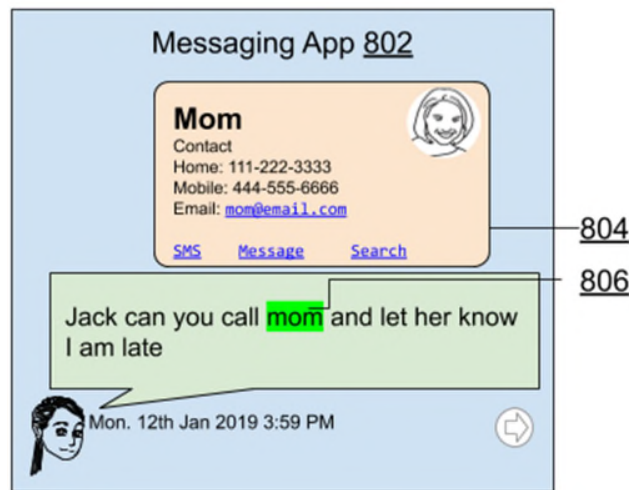 Messaging App 802
Mom
Contact
Home: 111-222-3333
Mobile: 444-555-6666
Email: mom@email.com
SMS Message Search
804
806
Jack can you call mom and let her know
I am late
Mon. 12th Jan 2019 3:59 PM